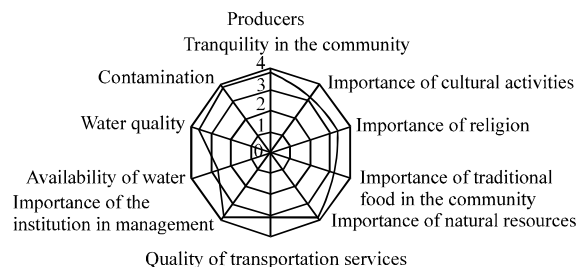 Producers
Tranquility in the community
Contamination
4
3
2
1
0
Importance of cultural activities
Water quality
Importance of religion
Availability of water
Importance of traditional
food in the community
Importance of the
institution in management
Importance of natural resources
Quality of transportation services